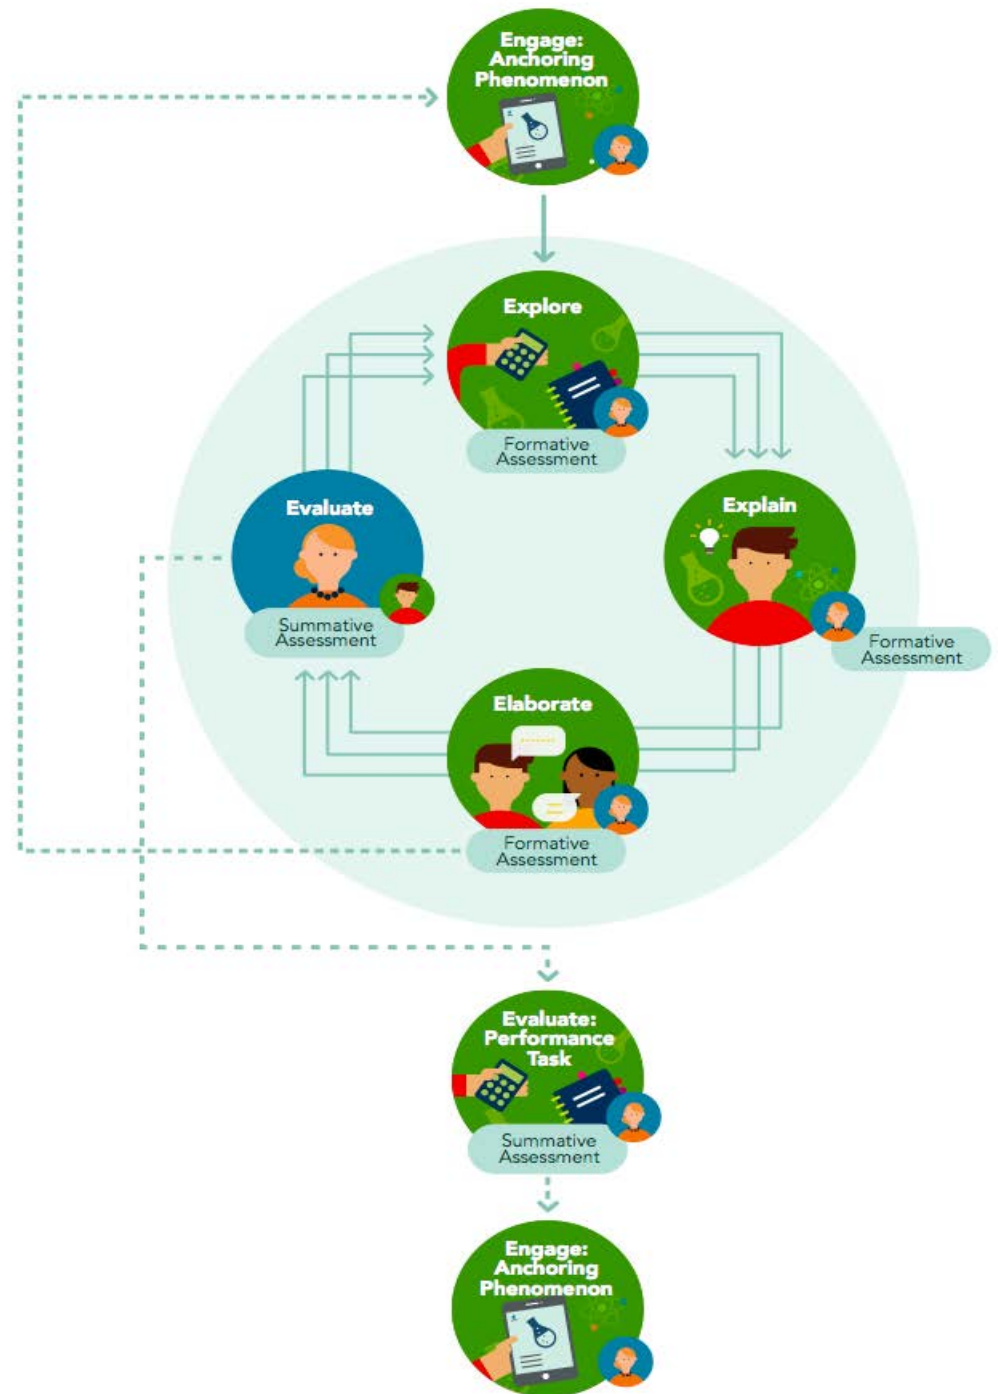 Engage:
Anchoring
Phenomenon
Explore
Formative
Assessment
Evaluate
Summative
Assessment
Explain
Formative
Assessment
Elaborate
Formative
Assessment
Evaluate:
Performance
Task
Summative
Assessment
Engage:
Anchoring
Phenomenon